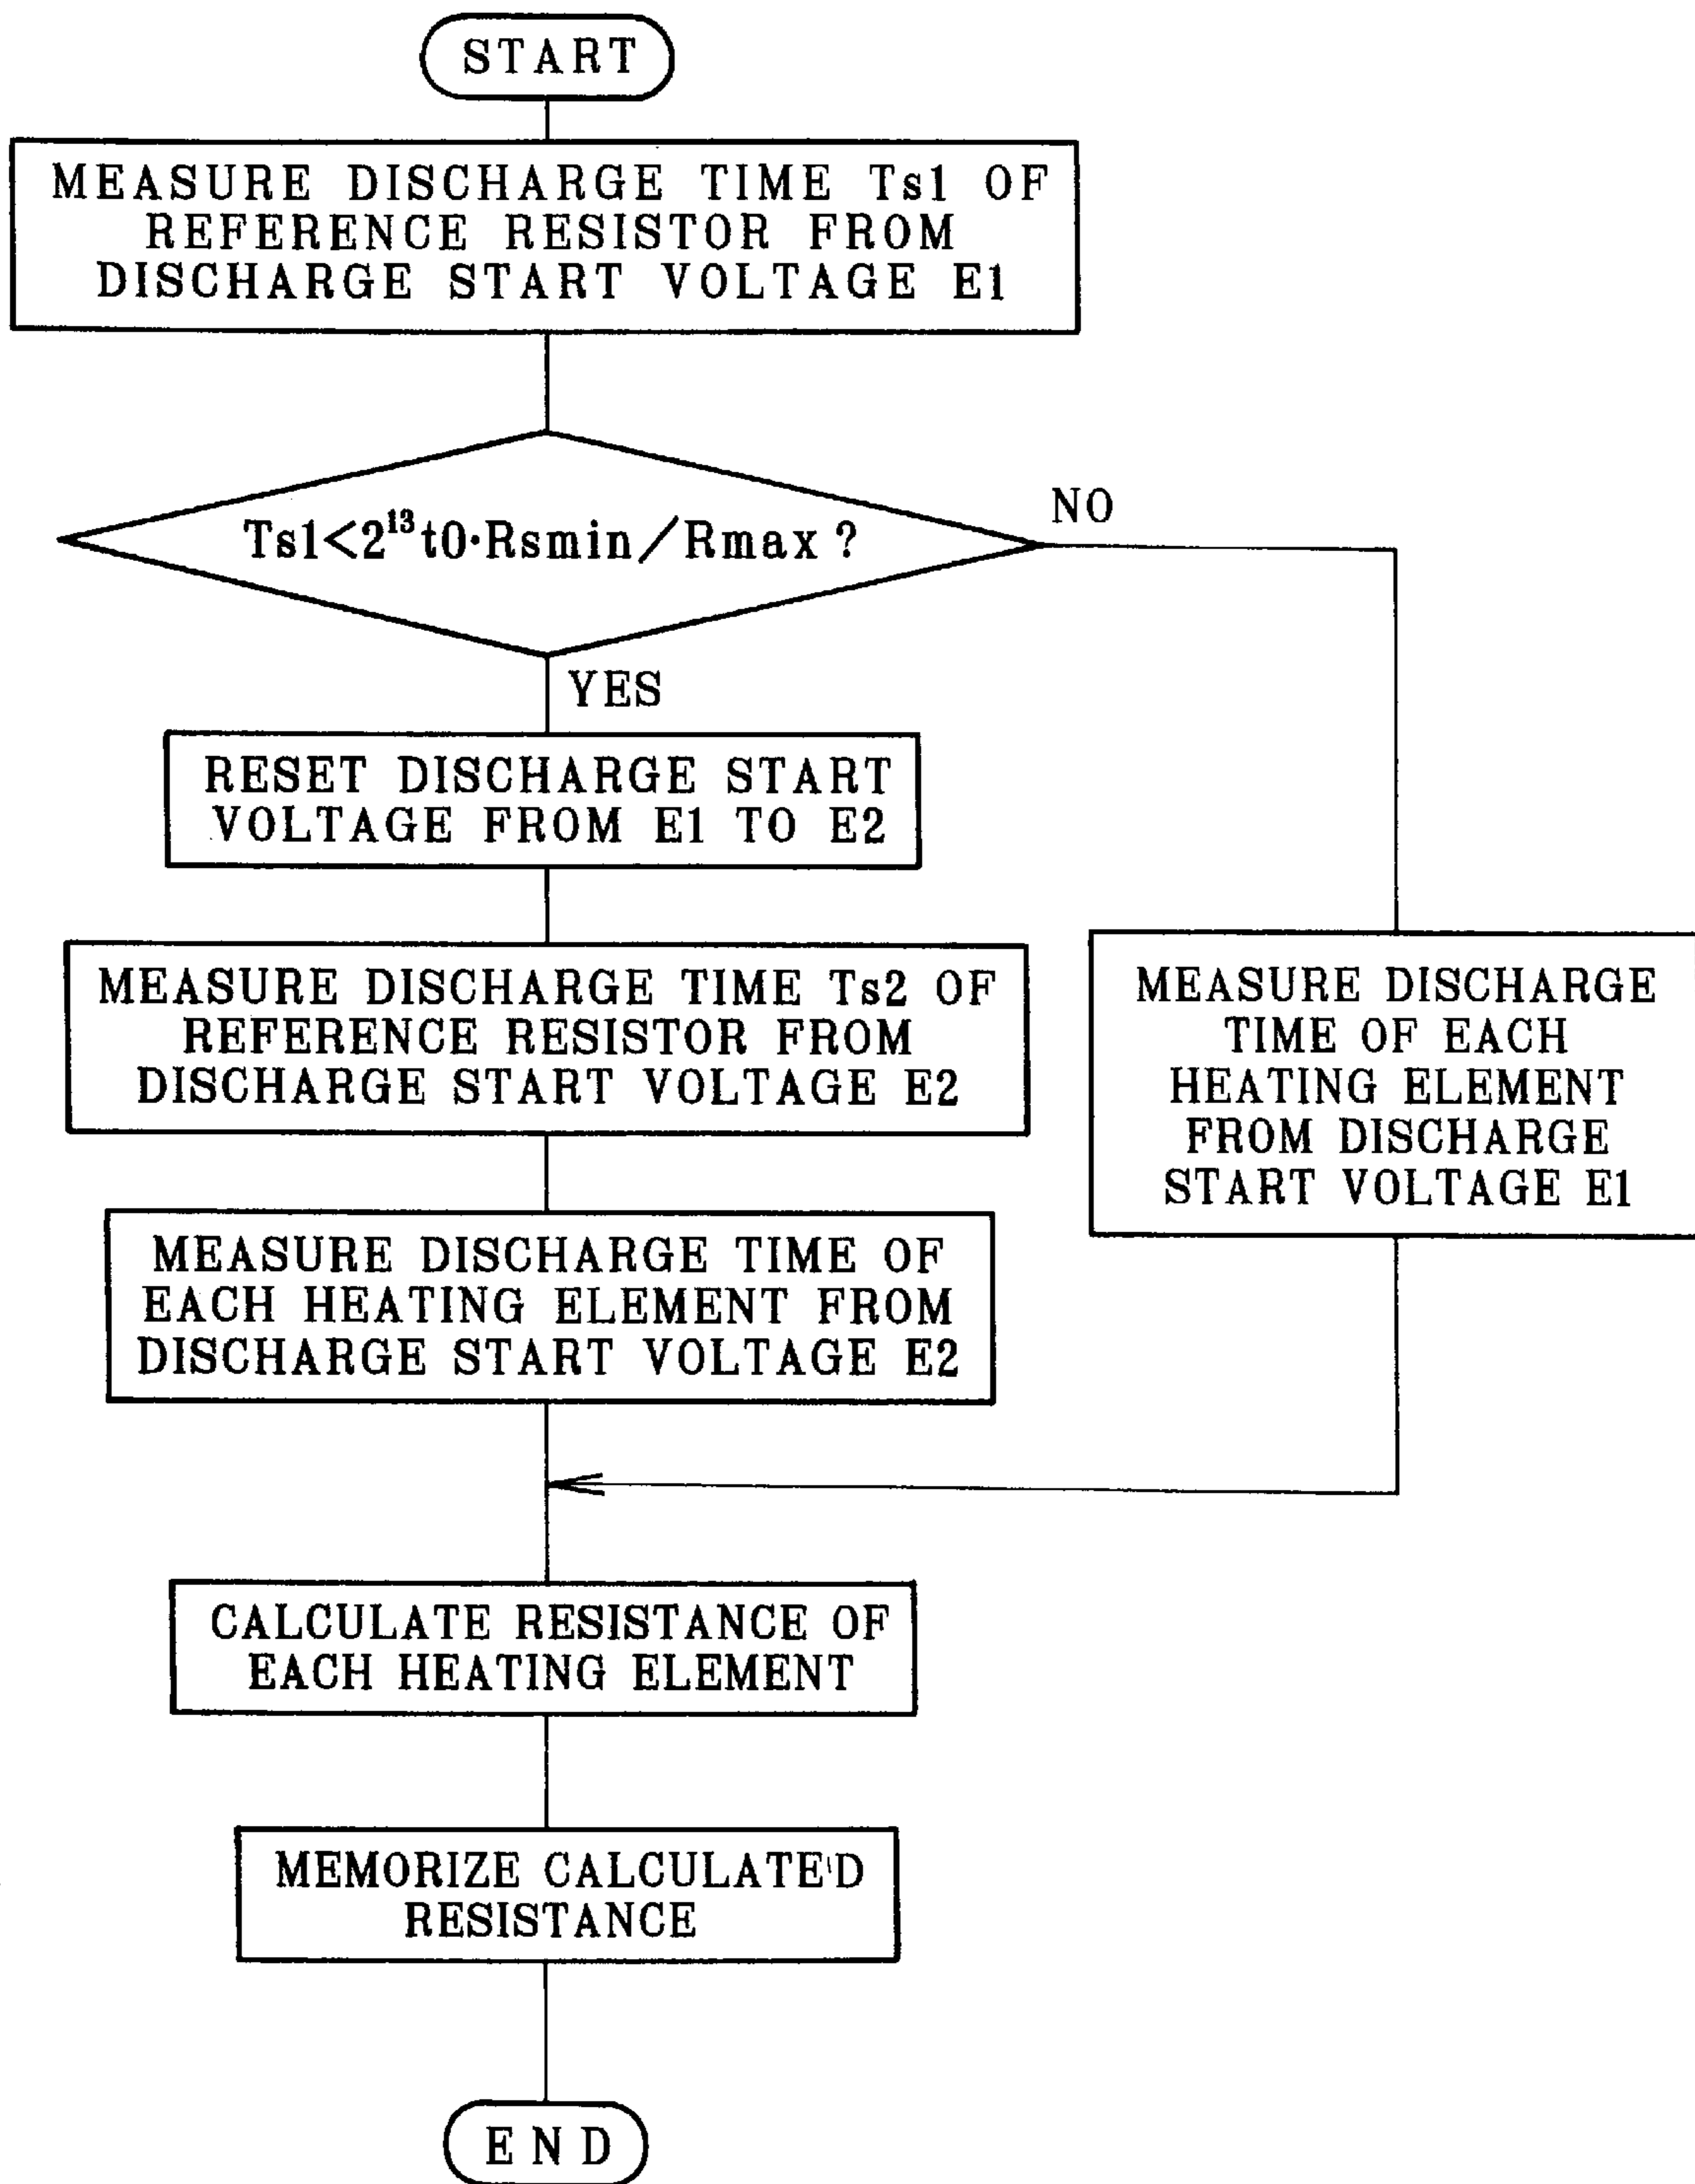 START
MEASURE DISCHARGE TIME Ts1 OF
REFERENCE RESISTOR FROM
DISCHARGE START VOLTAGE E1
Ts1<2¹³t0·Rsmin/Rmax ?
NO
YES
RESET DISCHARGE START
VOLTAGE FROM E1 TO E2
MEASURE DISCHARGE TIME Ts2 OF
REFERENCE RESISTOR FROM
DISCHARGE START VOLTAGE E2
MEASURE DISCHARGE
TIME OF EACH
HEATING ELEMENT
FROM DISCHARGE
START VOLTAGE E1
MEASURE DISCHARGE TIME OF
EACH HEATING ELEMENT FROM
DISCHARGE START VOLTAGE E2
CALCULATE RESISTANCE OF
EACH HEATING ELEMENT
MEMORIZE CALCULATED
RESISTANCE
END